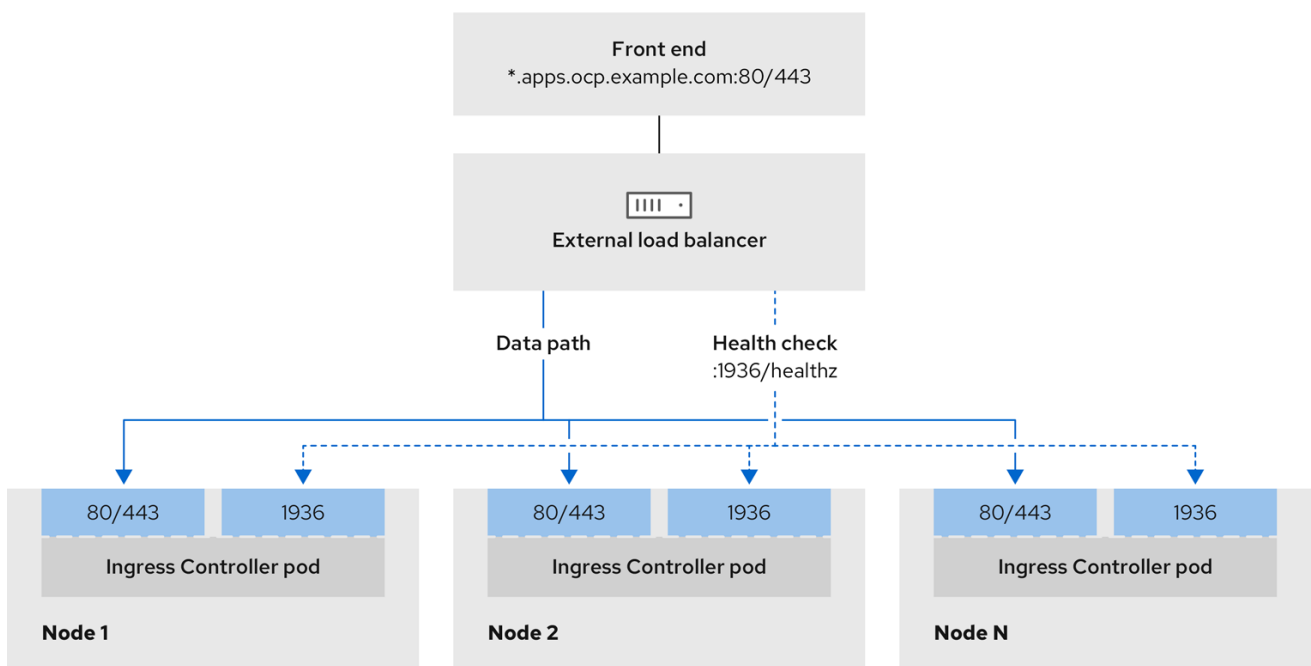 Front end
*.apps.ocp.example.com:80/443
External load balancer
Data path
Health check
:1936/healthz
80/443
1936
80/443
1936
80/443
1936
Ingress Controller pod
Ingress Controller pod
Ingress Controller pod
Node 1
Node 2
Node N